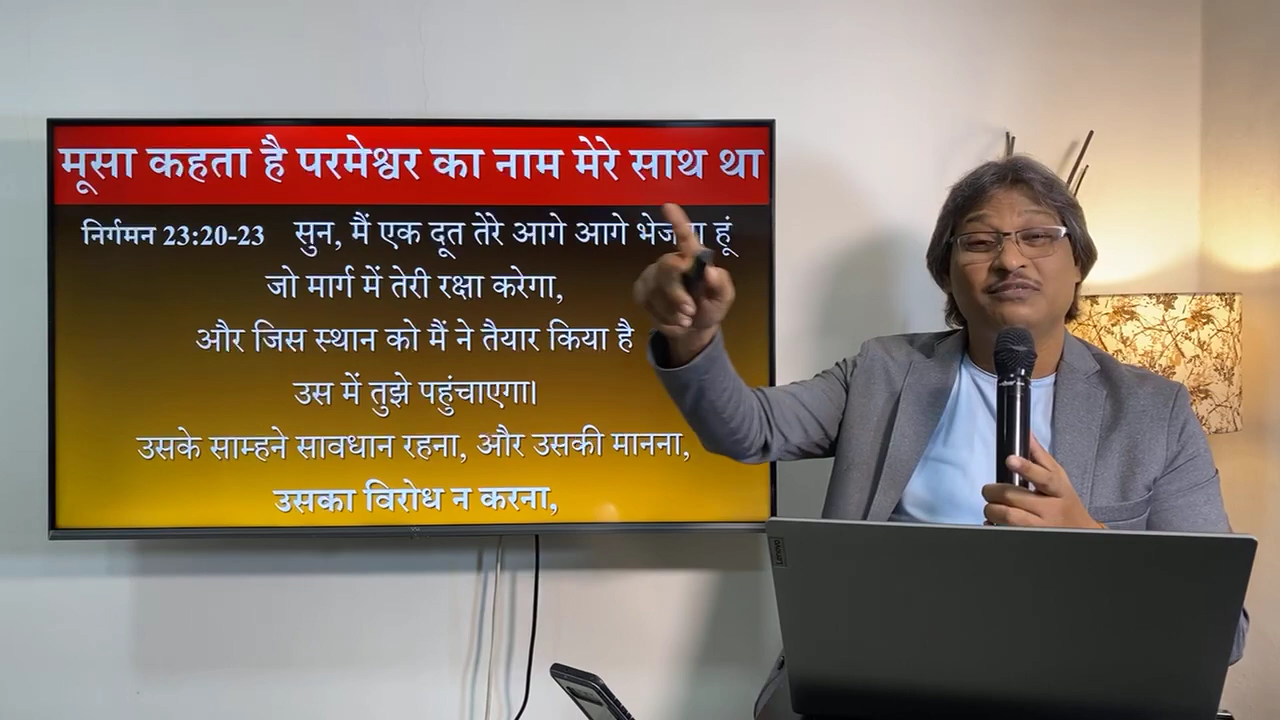 मूसा कहता है परमेश्वर का नाम मेरे साथ था
निर्गमन 23:20-23 सुन, मैं एक दूत तेरे आगे आगे हूं
जो मार्ग में तेरी रक्षा करेगा,
और जिस स्थान को मैं ने तैयार किया है
उस में तुझे पहुंचाएगा।
उसके साम्हने सावधान रहना, और उसकी मानना,
उसका विरोध न करना,
Lenovo